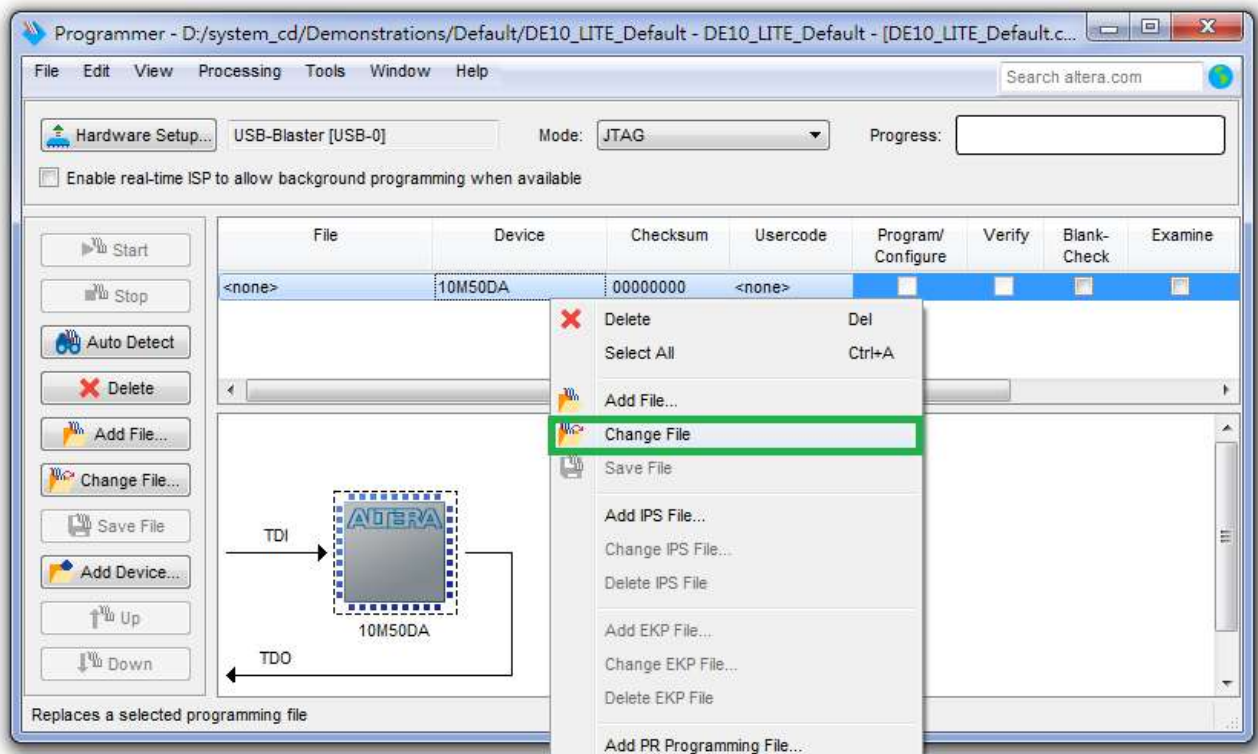 Programmer - D:/system_cd/Demonstrations/Default/DE10_LITE_Default - DE10_LITE_Default - [DE10_LITE_Default.c...
File Edit View Processing Tools Window Help
Search altera.com
Hardware Setup... USB-Blaster [USB-0] Mode: JTAG Progress:
Enable real-time ISP to allow background programming when available
Start
Stop
Auto Detect
Delete
Add File...
Change File...
Save File
Add Device...
Up
Down
File Device Checksum Usercode Program/ Configure Verify Blank- Check Examine
<none> 10M50DA 00000000 <none>
Delete Del
Select All Ctrl+A
Add File...
Change File
Save File
Add IPS File...
Change IPS File...
Delete IPS File
Add EKP File...
Change EKP File...
Delete EKP File
Add PR Programming File...
TDI
ALTERA
10M50DA
TDO
Replaces a selected programming file